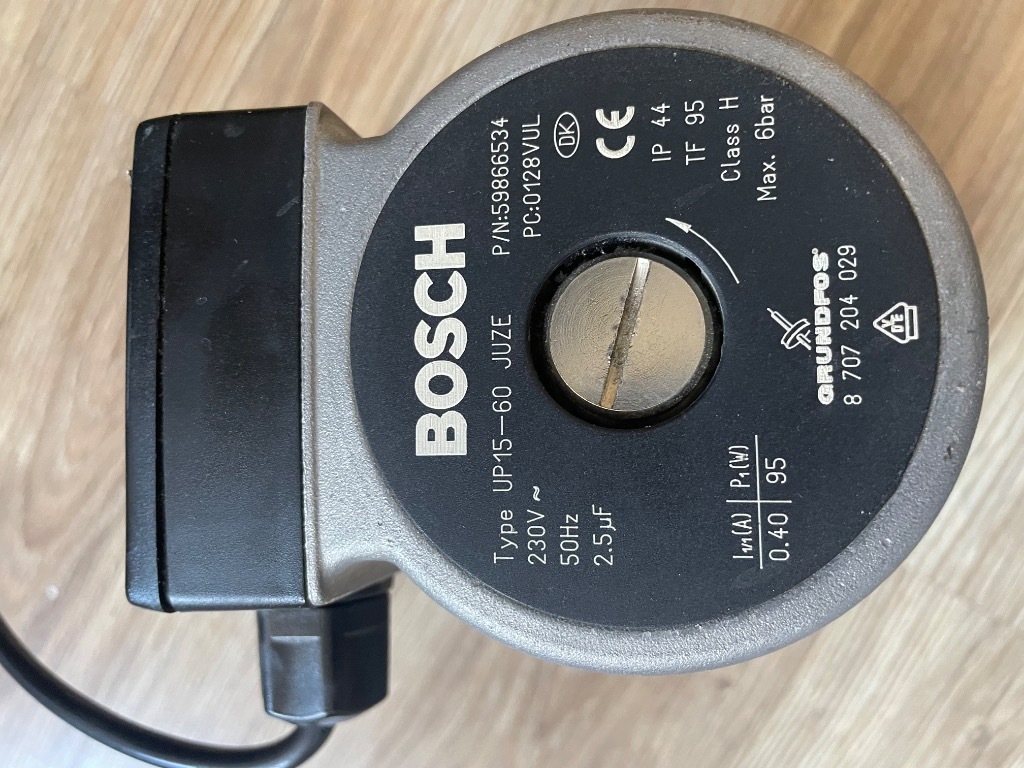 BOSCH
Type UP15-60 JUZE P/N:59866534
230V ~ PC:0128VUL
50Hz DK
2.5µF CE
IP 44
TF 95
Class H
Max. 6bar
I 1/1(A) P1(W)
0.40 95
GRUNDFOS
8 707 204 029